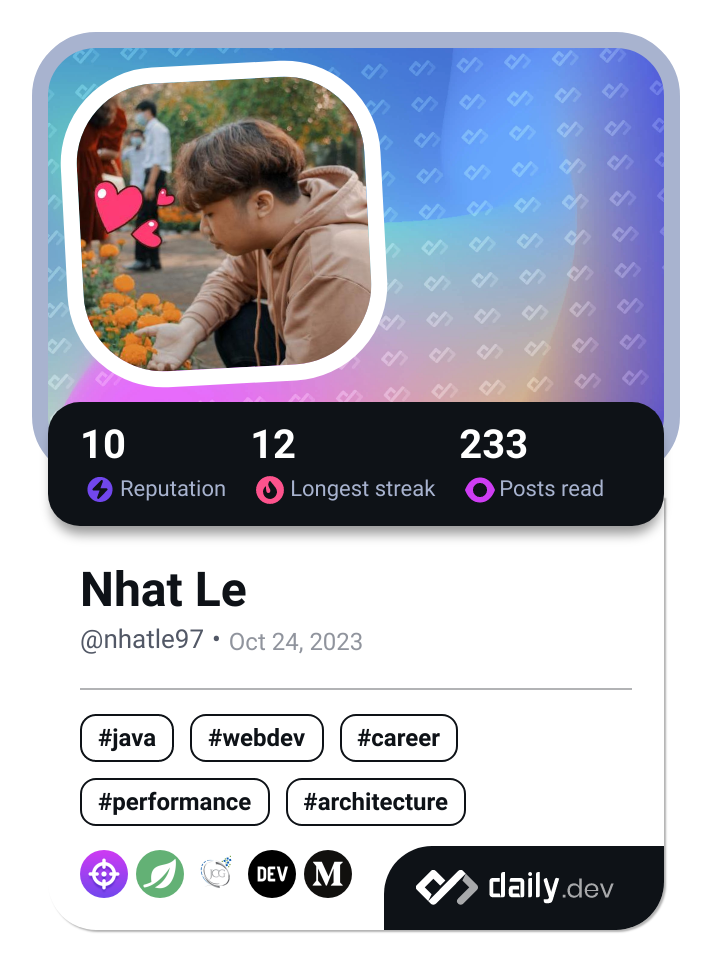 10 12 233
Reputation Longest streak Posts read
Nhat Le
@nhatle97 • Oct 24, 2023
#java #webdev #career
#performance #architecture
JCG DEV M
daily.dev